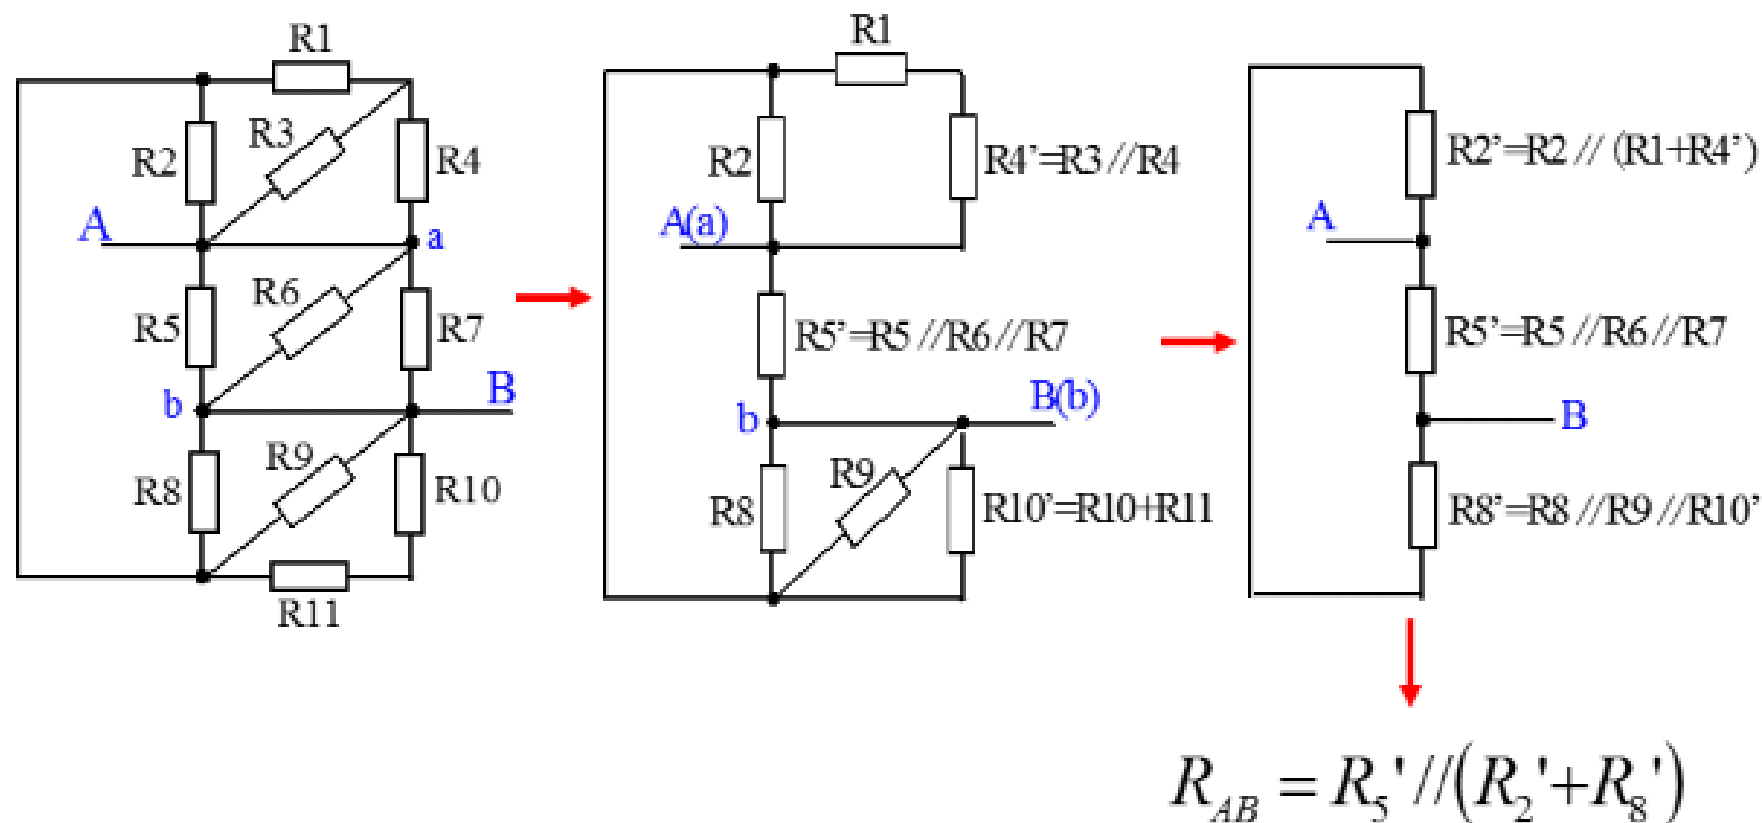 R1
R3
R2
R4
A
a
R6
R5
R7
b
B
R9
R8
R10
R11
R1
R2
R4'=R3//R4
A(a)
R5'=R5//R6//R7
b
B(b)
R9
R8
R10'=R10+R11
R2'=R2//(R1+R4')
A
R5'=R5//R6//R7
B
R8'=R8//R9//R10'
R_{AB} = R_5'//(R_2'+R_8')